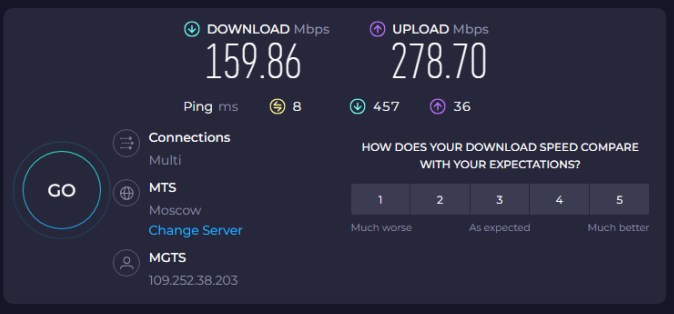 DOWNLOAD Mbps
159.86
UPLOAD Mbps
278.70
Ping ms 8 457 36
GO
Connections
Multi
MTS
Moscow
Change Server
MGTS
109.252.38.203
HOW DOES YOUR DOWNLOAD SPEED COMPARE
WITH YOUR EXPECTATIONS?
1 2 3 4 5
Much worse As expected Much better